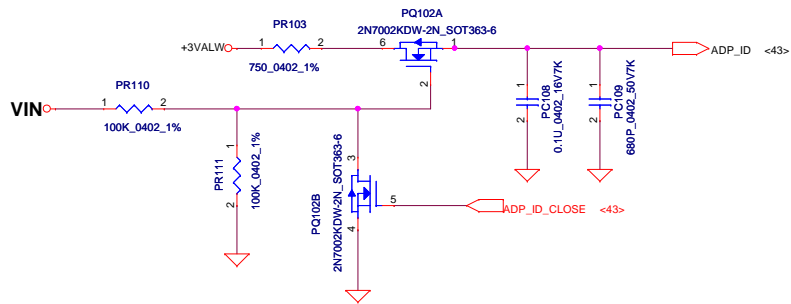 PQ102A
2N7002KDW-2N_SOT363-6
PR103
+3VALW
1
2
6
1
ADP_ID
<43>
750_0402_1%
2
PR110
VIN
1
2
100K_0402_1%
1
2
PR111
100K_0402_1%
1
2
PC108
0.1U_0402_16V7K
1
2
PC109
680P_0402_50V7K
3
4
5
PQ102B
2N7002KDW-2N_SOT363-6
ADP_ID_CLOSE
<43>